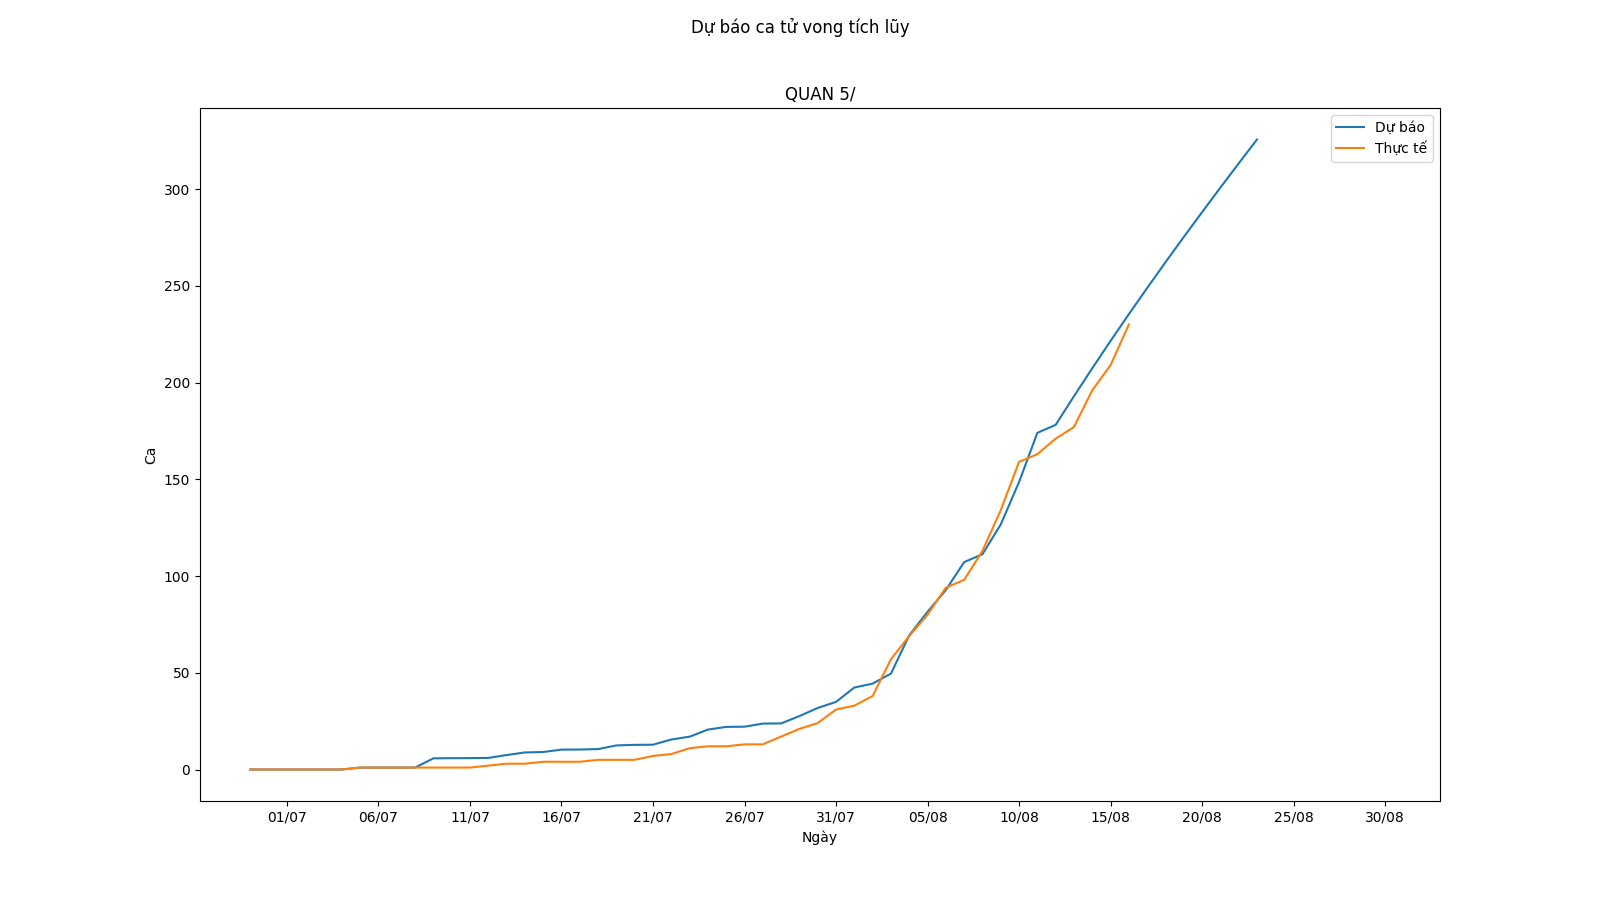 Dự báo ca tử vong tích lũy
QUAN 5/
Dự báo
Thực tế
300
250
200
150
100
50
0
Ca
01/07 06/07 11/07 16/07 21/07 26/07 31/07 05/08 10/08 15/08 20/08 25/08 30/08
Ngày